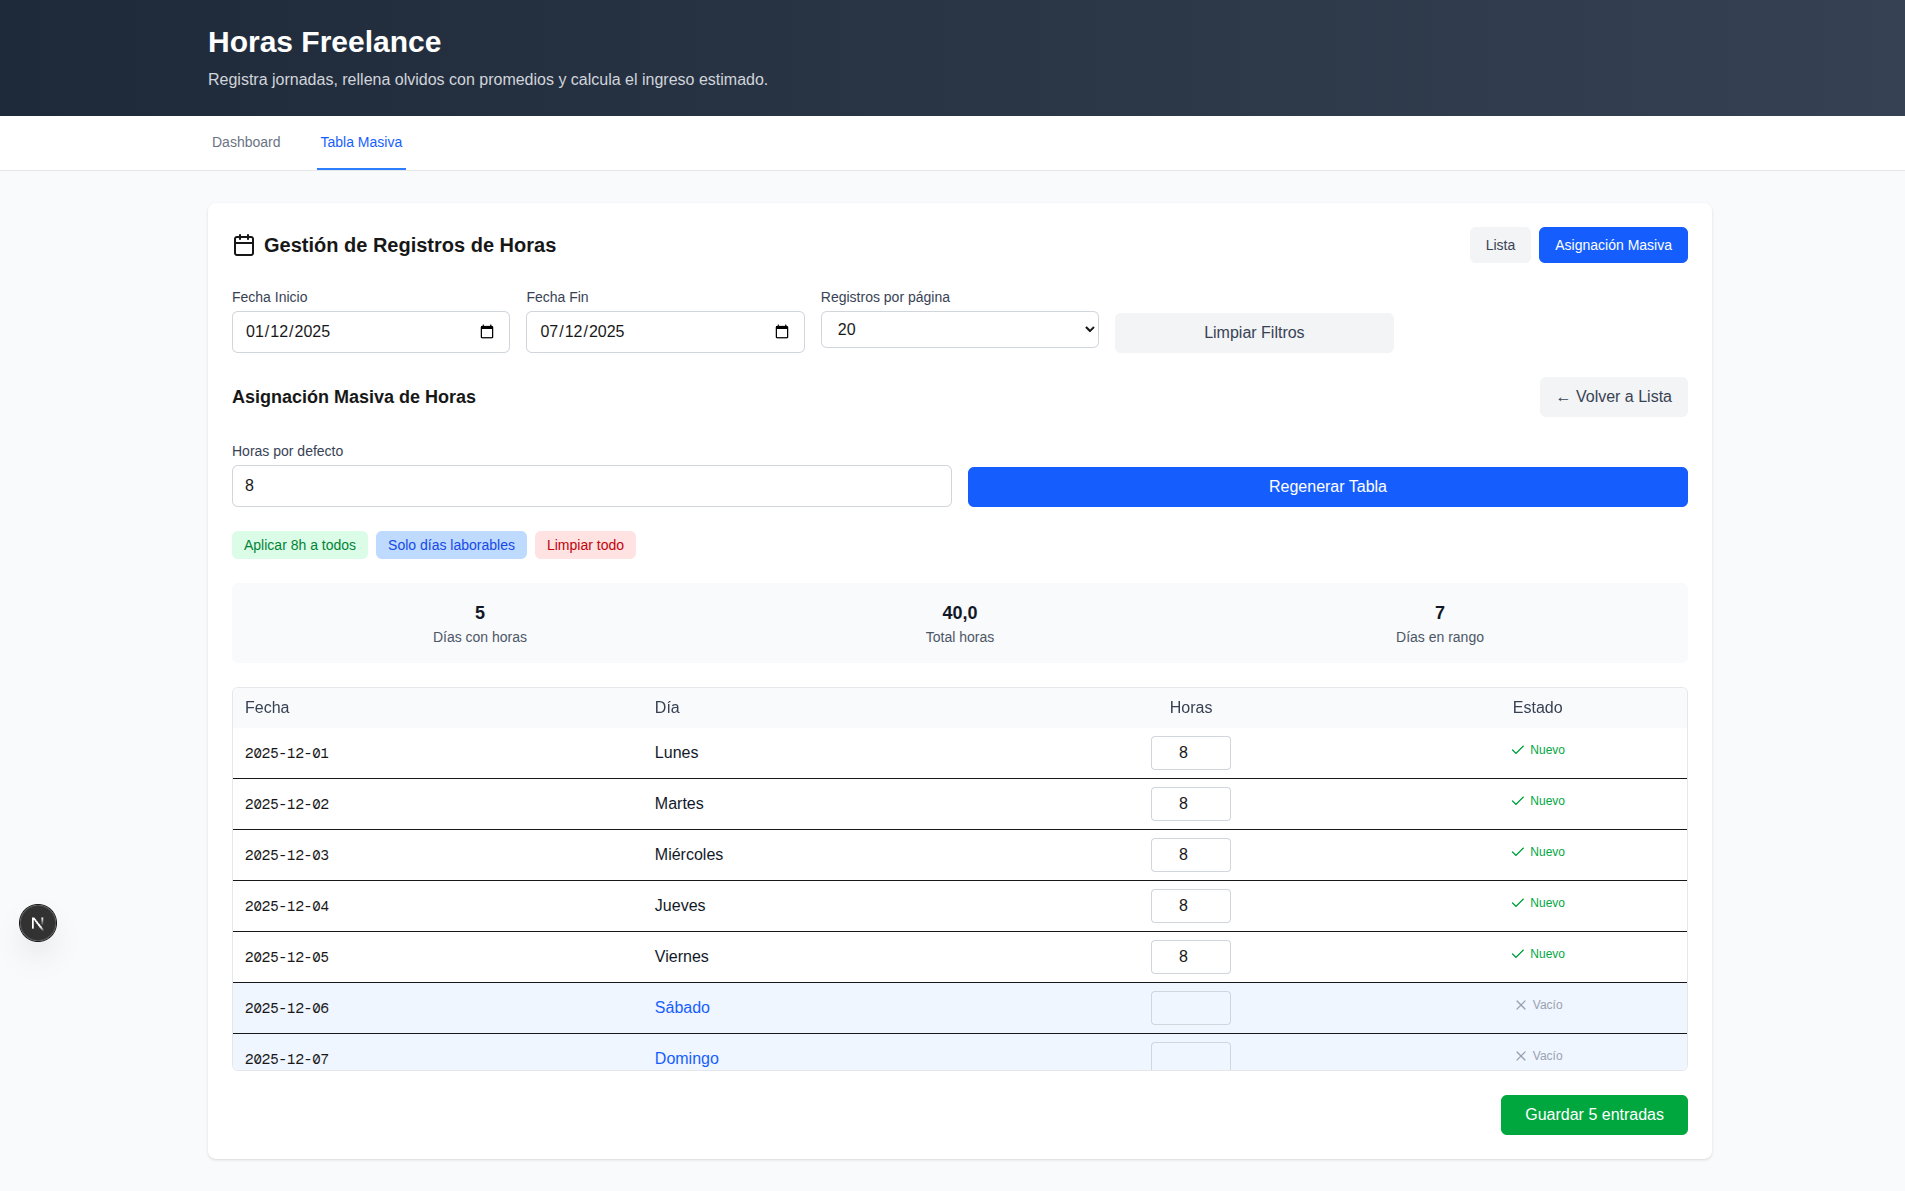 Horas Freelance
Registra jornadas, rellena olvidos con promedios y calcula el ingreso estimado.
Dashboard Tabla Masiva
Gestión de Registros de Horas Lista Asignación Masiva
Fecha Inicio Fecha Fin Registros por página
01/12/2025 07/12/2025 20 Limpiar Filtros
Asignación Masiva de Horas ← Volver a Lista
Horas por defecto
8 Regenerar Tabla
Aplicar 8h a todos Solo días laborables Limpiar todo
5 40,0 7
Días con horas Total horas Días en rango
Fecha Día Horas Estado
2025-12-01 Lunes 8 Nuevo
2025-12-02 Martes 8 Nuevo
2025-12-03 Miércoles 8 Nuevo
2025-12-04 Jueves 8 Nuevo
2025-12-05 Viernes 8 Nuevo
2025-12-06 Sábado Vacío
2025-12-07 Domingo Vacío
Guardar 5 entradas
N